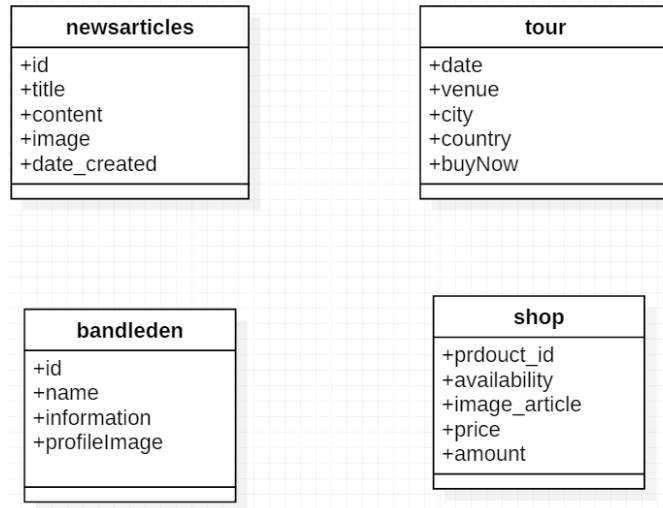 newsarticles
+id
+title
+content
+image
+date_created
tour
+date
+venue
+city
+country
+buyNow
bandleden
+id
+name
+information
+profileImage
shop
+prdouct_id
+availability
+image_article
+price
+amount